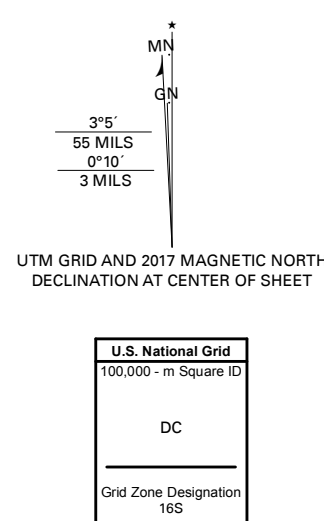 MN
GN
3°5´
55 MILS
0°10´
3 MILS
UTM GRID AND 2017 MAGNETIC NORTH
DECLINATION AT CENTER OF SHEET
U.S. National Grid
100,000 - m Square ID
DC
Grid Zone Designation
16S